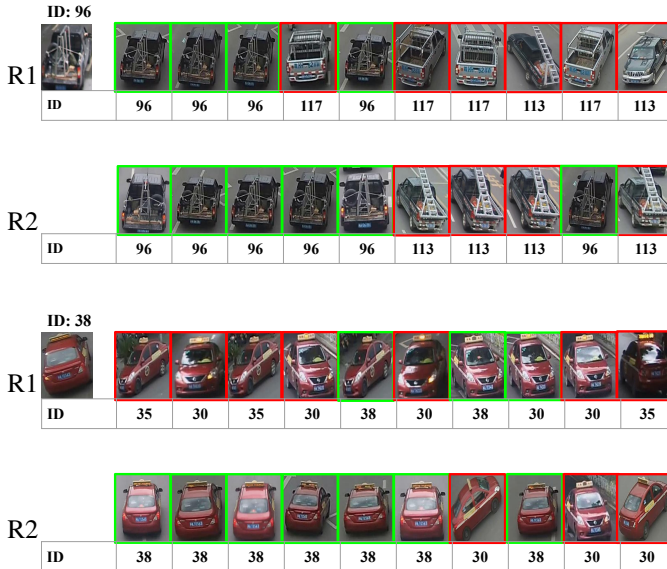 ID: 96
R1
ID 96 96 96 117 96 117 117 113 117 113
R2
ID 96 96 96 96 96 113 113 113 96 113
ID: 38
R1
ID 35 30 35 30 38 30 38 30 30 35
R2
ID 38 38 38 38 38 38 30 38 30 30